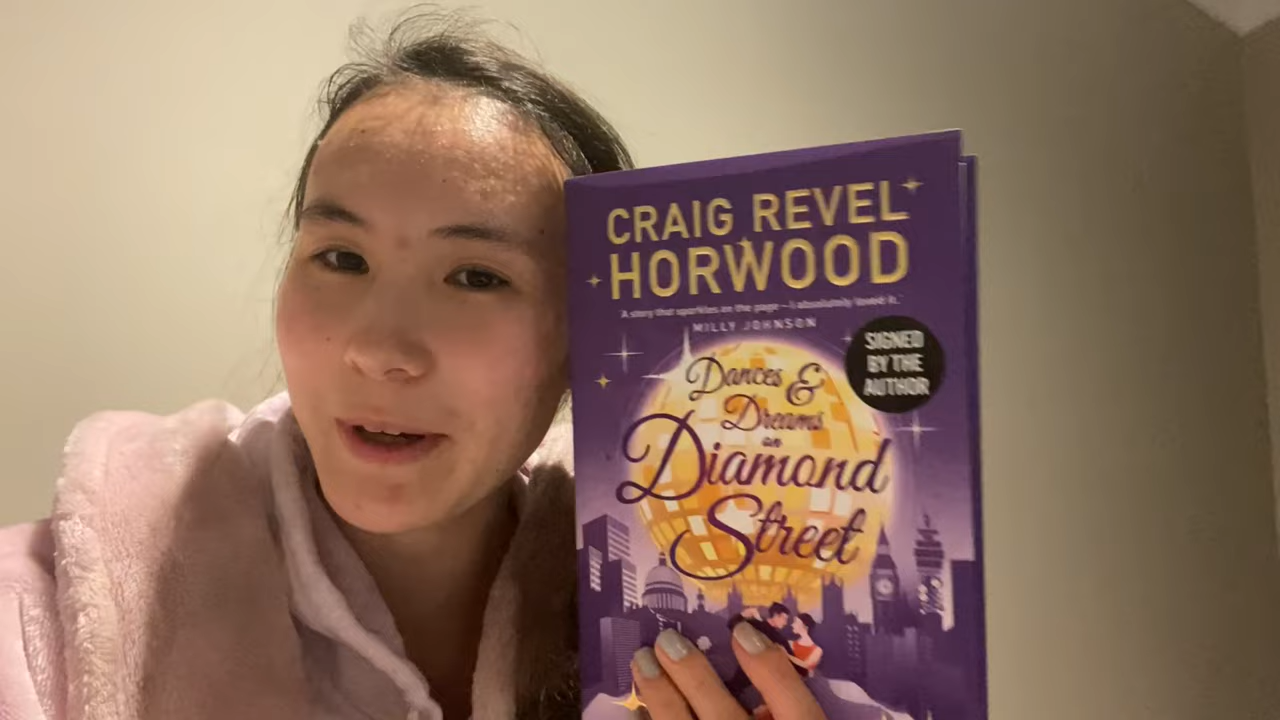 CRAIG REVEL
HORWOOD
'A story that sparkles on the page – I absolutely loved it.'
MILLY JOHNSON
SIGNED
BY THE
AUTHOR
Dances &
Dreams
on
Diamond
Street